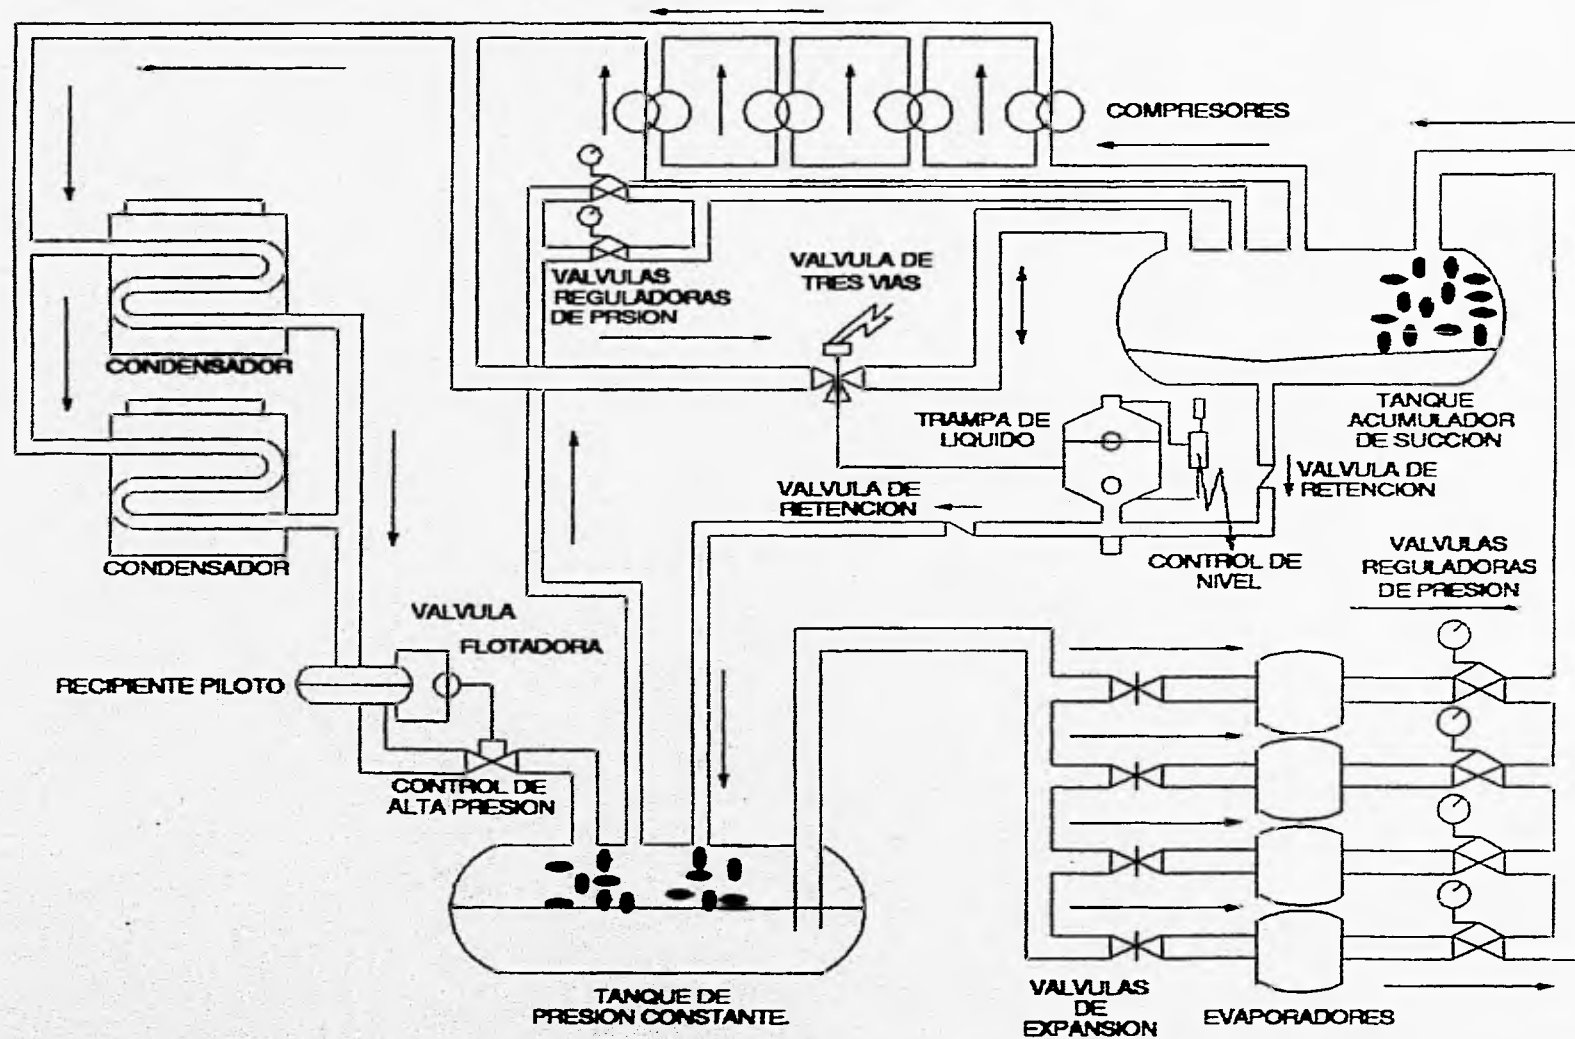 COMPRESORES
VALVULAS
REGULADORAS
DE PRSION
VALVULA DE
TRES VIAS
CONDENSADOR
TANQUE
ACUMULADOR
DE SUCCION
TRAMPA DE
LIQUIDO
VALVULA DE
RETENCION
VALVULA DE
RETENCION
CONDENSADOR
CONTROL DE
NIVEL
VALVULAS
REGULADORAS
DE PRESION
VALVULA
FLOTADORA
RECIPIENTE PILOTO
CONTROL DE
ALTA PRESION
TANQUE DE
PRESION CONSTANTE.
VALVULAS
DE
EXPANSION
EVAPORADORES